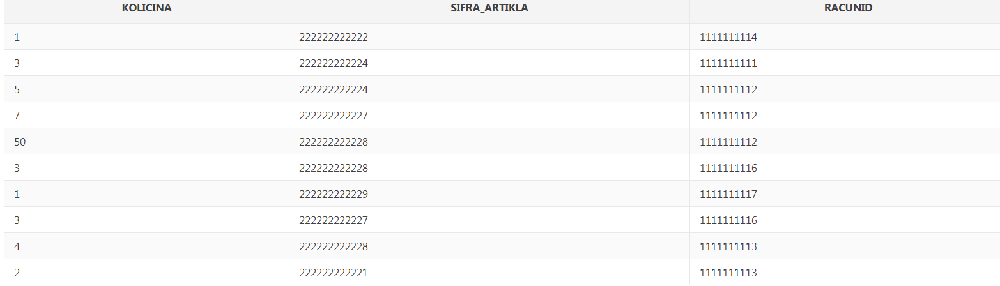 KOLICINA SIFRA_ARTIKLA RACUNID
1 222222222222 1111111114
3 222222222224 1111111111
5 222222222224 1111111112
7 222222222227 1111111112
50 222222222228 1111111112
3 222222222228 1111111116
1 222222222229 1111111117
3 222222222227 1111111116
4 222222222228 1111111113
2 222222222221 1111111113